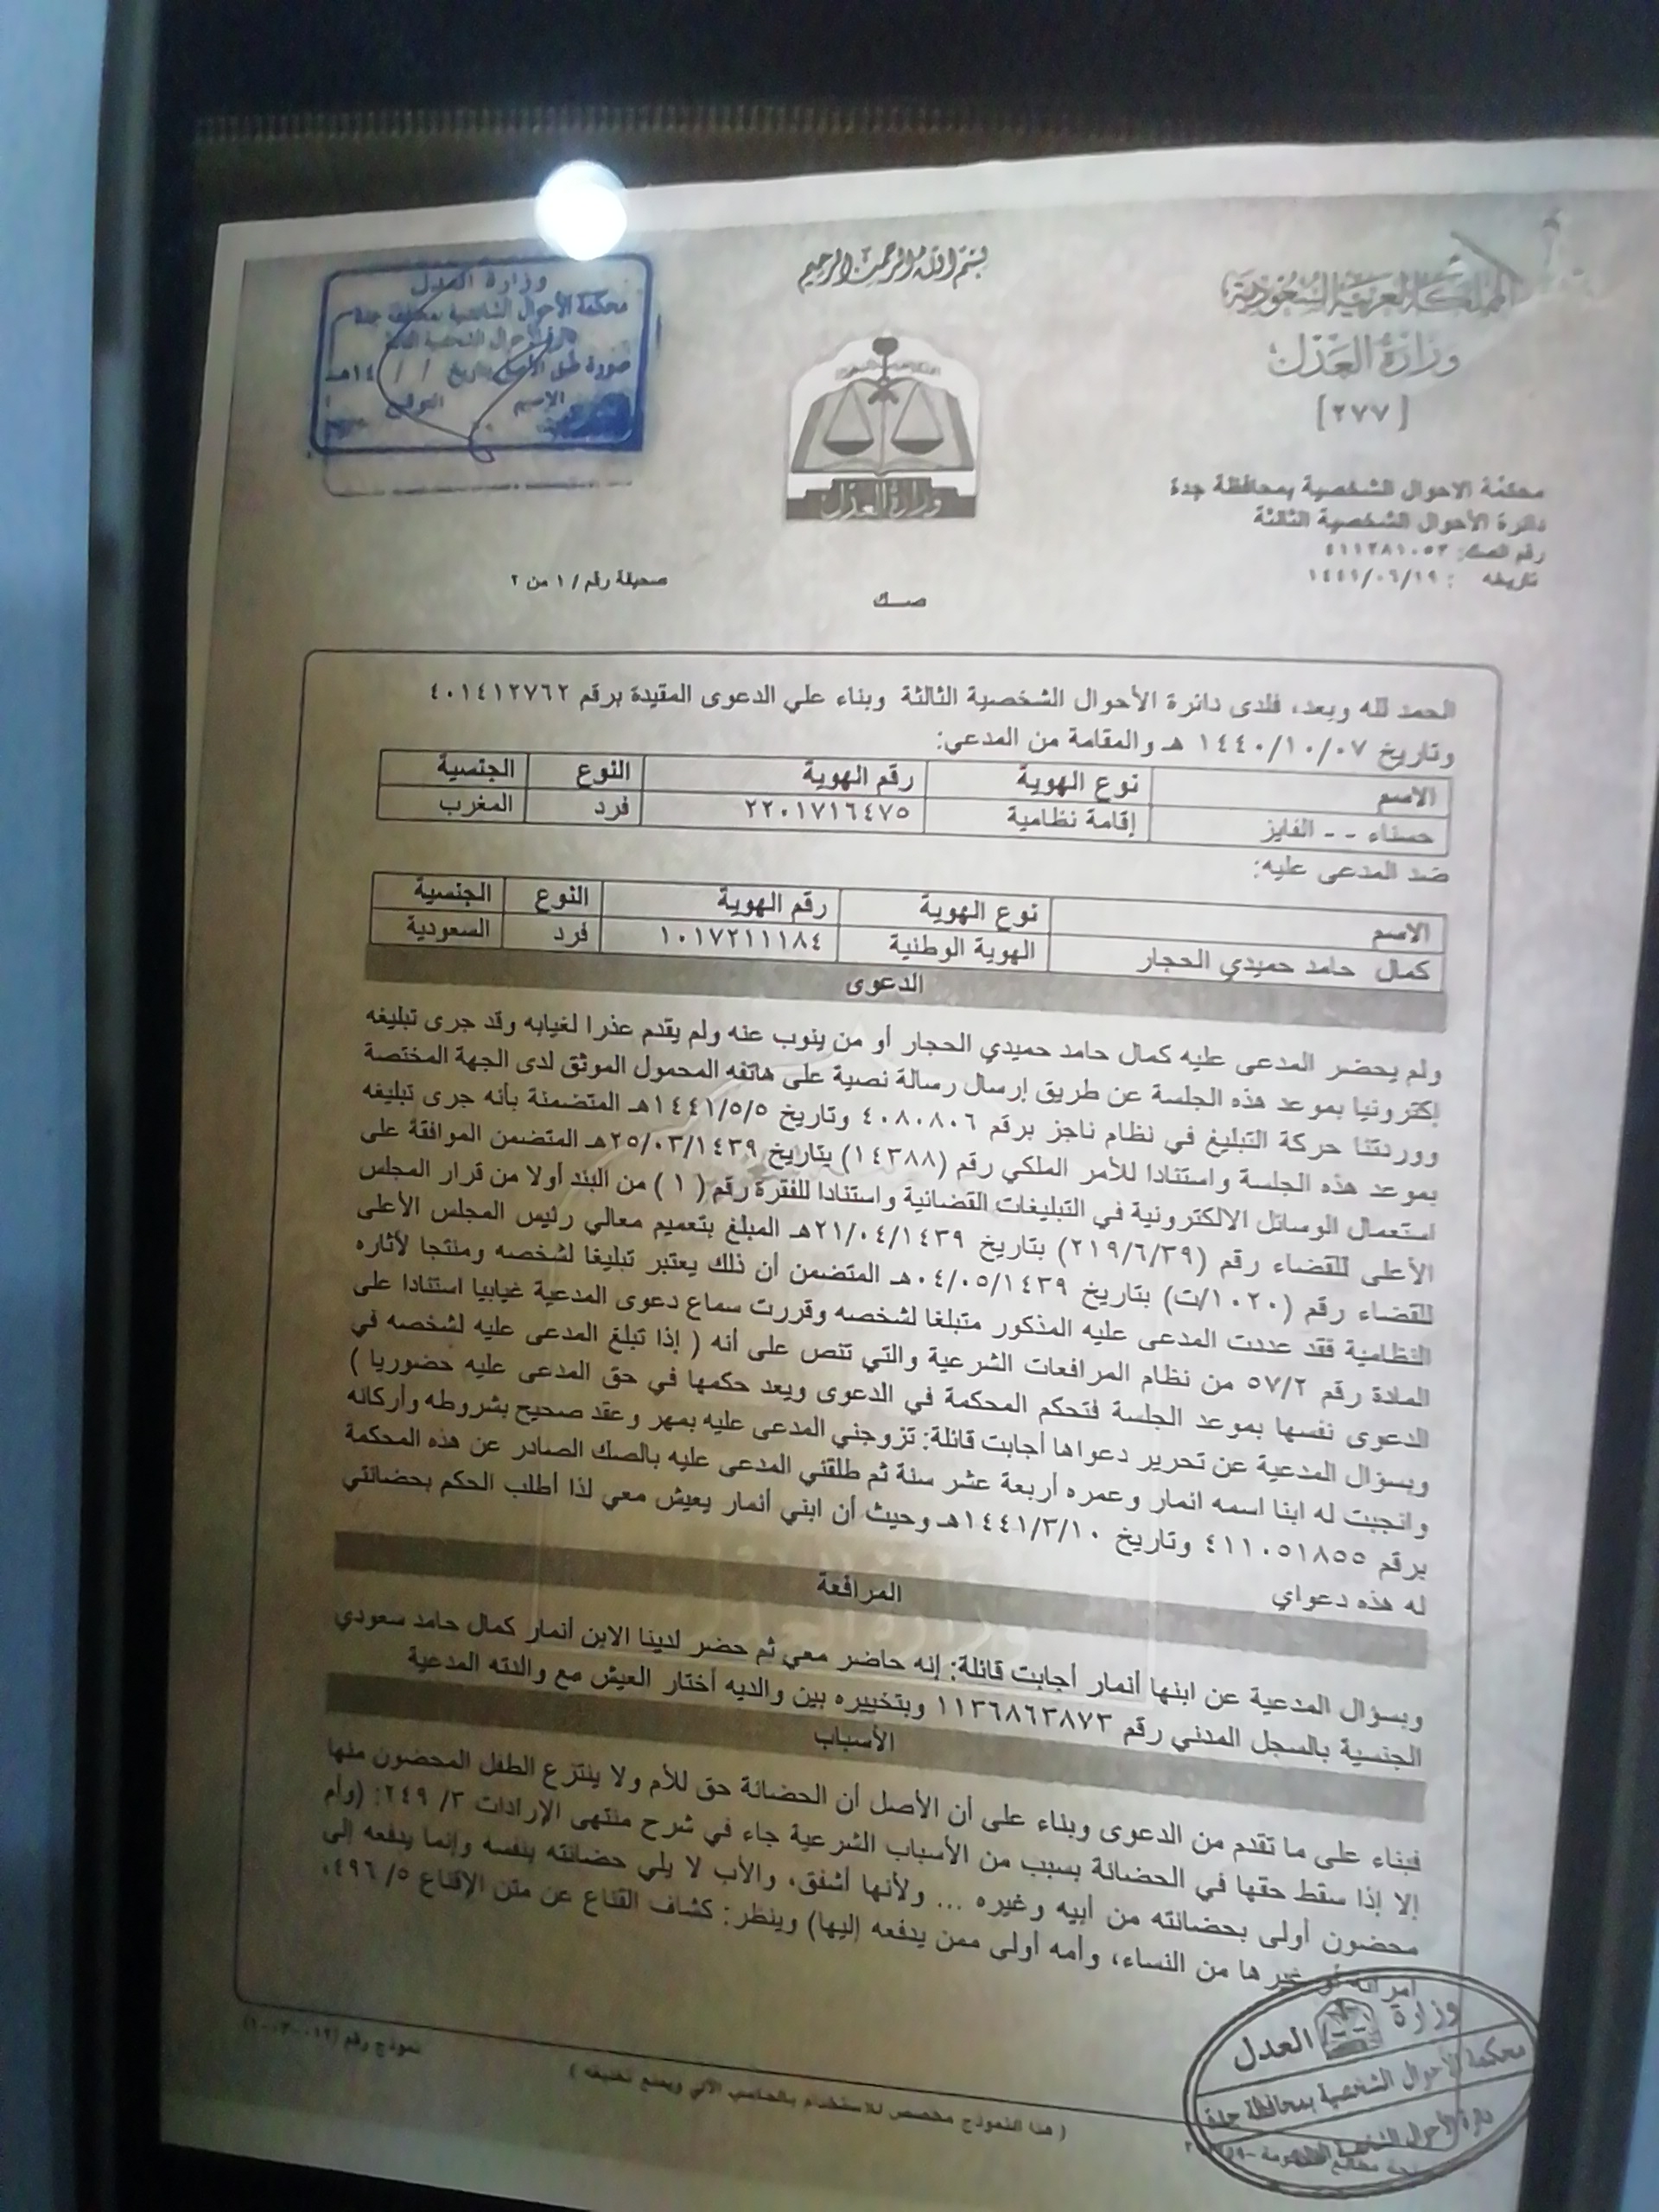 بسم الله الرحمن الرحيم
المملكة العربية السعودية
وزارة العدل
[٢٧٧]
محكمة الاحوال الشخصية بمحافظة جدة
دائرة الأحوال الشخصية الثالثة
رقم الصك: ٤١١٢٨١٠٥٣
تاريخه : ١٤٤١/٠٦/١٩
وزارة العدل
محكمة الأحوال الشخصية بمحافظة جدة
صورة طبق الأصل بتاريخ / / ١٤هـ
الاسم التوقيع
وزارة العدل
صك
صحيفة رقم / ١ من ٢
الحمد لله وبعد، فلدى دائرة الأحوال الشخصية الثالثة وبناء علي الدعوى المقيدة برقم ٤٠١٤١٢٧٦٢
وتاريخ ١٤٤٠/١٠/٠٧ هـ والمقامة من المدعي:
الاسم نوع الهوية رقم الهوية النوع الجنسية
حسناء - - الفايز إقامة نظامية ٢٢٠١٧١٦٤٧٥ فرد المغرب
ضد المدعى عليه:
الاسم نوع الهوية رقم الهوية النوع الجنسية
كمال حامد حميدي الحجار الهوية الوطنية ١٠١٧٢١١١٨٤ فرد السعودية
الدعوى
ولم يحضر المدعى عليه كمال حامد حميدي الحجار أو من ينوب عنه ولم يقدم عذرا لغيابه وقد جرى تبليغه
إكترونيا بموعد هذه الجلسة عن طريق إرسال رسالة نصية على هاتفه المحمول الموثق لدى الجهة المختصة
ووردتنا حركة التبليغ في نظام ناجز برقم ٤٠٨٠٨٠٦ وتاريخ ١٤٤١/٥/٥هـ المتضمنة بأنه جرى تبليغه
بموعد هذه الجلسة واستنادا للأمر الملكي رقم (١٤٣٨٨) بتاريخ ٢٥/٠٣/١٤٣٩هـ المتضمن الموافقة على
استعمال الوسائل الالكترونية في التبليغات القضائية واستنادا للفقرة رقم ( ١ ) من البند أولا من قرار المجلس
الأعلى للقضاء رقم (٢١٩/٦/٣٩) بتاريخ ٢١/٠٤/١٤٣٩هـ المبلغ بتعميم معالي رئيس المجلس الأعلى
للقضاء رقم (١٠٢٠/ت) بتاريخ ٠٤/٠٥/١٤٣٩هـ المتضمن أن ذلك يعتبر تبليغا لشخصه ومنتجا لأثاره
النظامية فقد عددت المدعى عليه المذكور متبلغا لشخصه وقررت سماع دعوى المدعية غيابيا استنادا على
المادة رقم ٥٧/٢ من نظام المرافعات الشرعية والتي تنص على أنه ( إذا تبلغ المدعى عليه لشخصه في
الدعوى نفسها بموعد الجلسة فتحكم المحكمة في الدعوى ويعد حكمها في حق المدعى عليه حضوريا )
وبسؤال المدعية عن تحرير دعواها أجابت قائلة: تزوجني المدعى عليه بمهر وعقد صحيح بشروطه وأركانه
وانجبت له ابنا اسمه انمار وعمره أربعة عشر سنة ثم طلقني المدعى عليه بالصك الصادر عن هذه المحكمة
برقم ٤١١٠٥١٨٥٥ وتاريخ ١٤٤١/٣/١٠هـ وحيث أن ابني أنمار يعيش معي لذا أطلب الحكم بحضانتي
له هذه دعواي
المرافعة
وبسؤال المدعية عن ابنها أنمار أجابت قائلة: إنه حاضر معي ثم حضر لدينا الابن أنمار كمال حامد سعودي
الجنسية بالسجل المدني رقم ١١٣٦٨٦٣٨٧٣ وبتخييره بين والديه أختار العيش مع والدته المدعية
الأسباب
فبناء على ما تقدم من الدعوى وبناء على أن الأصل أن الحضانة حق للأم ولا ينتزع الطفل المحضون منها
إلا إذا سقط حقها في الحضانة بسبب من الأسباب الشرعية جاء في شرح منتهى الإرادات ٣/ ٢٤٩: (وأم
محضون أولى بحضانته من أبيه وغيره ... ولأنها أشفق، والأب لا يلي حضانته بنفسه وإنما يدفعه إلى
امرأته أو غيرها من النساء، وأمه أولى ممن يدفعه إليها) وينظر: كشاف القناع عن متن الإقناع ٥/ ٤٩٦،
وزارة العدل
محكمة الأحوال الشخصية بمحافظة جدة
دائرة الأحوال الشخصية
( هذا النموذج مخصص للاستخدام بالحاسب الآلي ويمنع تغليفه )
نموذج رقم